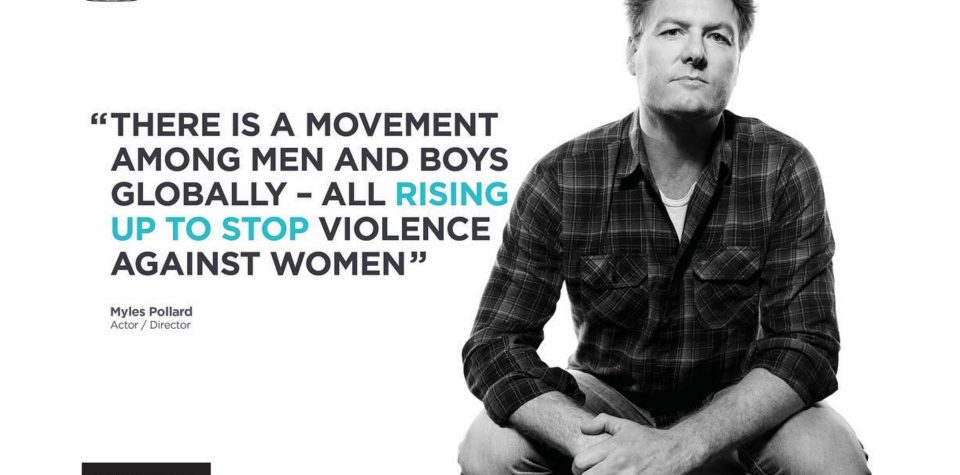 “THERE IS A MOVEMENT
AMONG MEN AND BOYS
GLOBALLY – ALL RISING
UP TO STOP VIOLENCE
AGAINST WOMEN”
Myles Pollard
Actor / Director